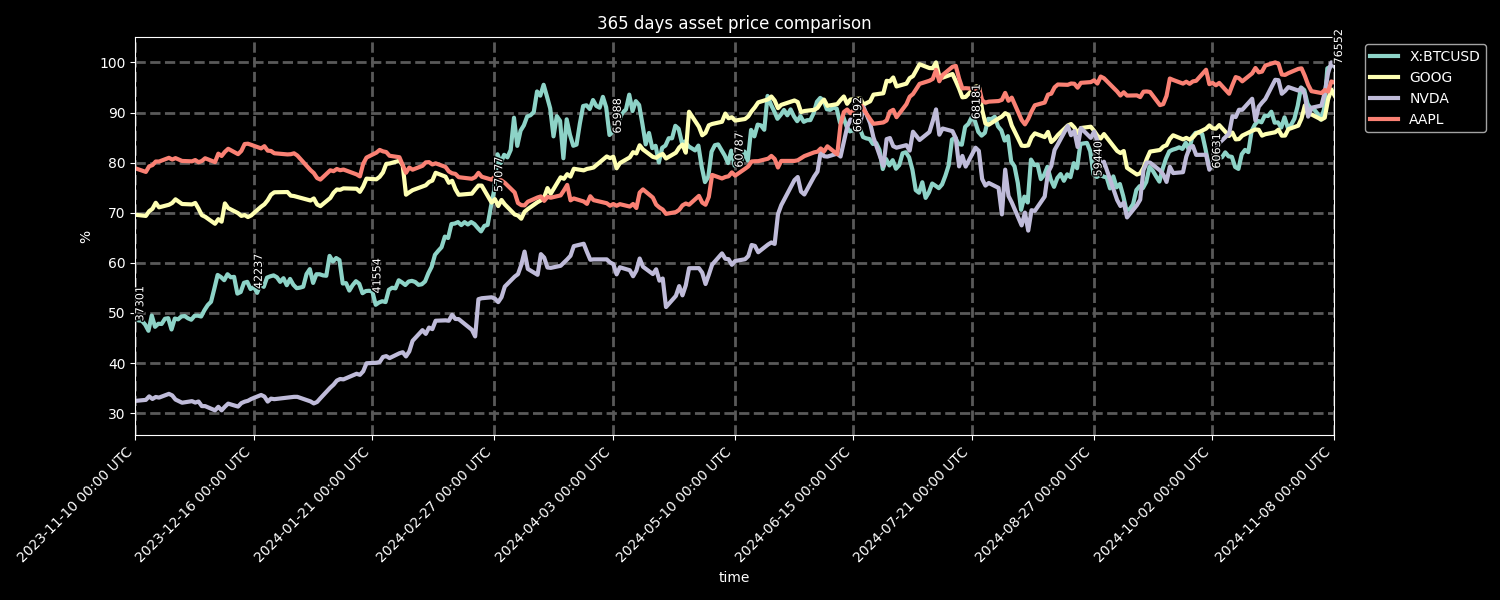 365 days asset price comparison
76552
X:BTCUSD
GOOG
NVDA
AAPL
100
90
80
70
60
50
40
30
%
37301
42237
41554
57077
65988
60787
66192
68181
59440
60631
2023-11-10 00:00 UTC
2023-12-16 00:00 UTC
2024-01-21 00:00 UTC
2024-02-27 00:00 UTC
2024-04-03 00:00 UTC
2024-05-10 00:00 UTC
2024-06-15 00:00 UTC
2024-07-21 00:00 UTC
2024-08-27 00:00 UTC
2024-10-02 00:00 UTC
2024-11-08 00:00 UTC
time